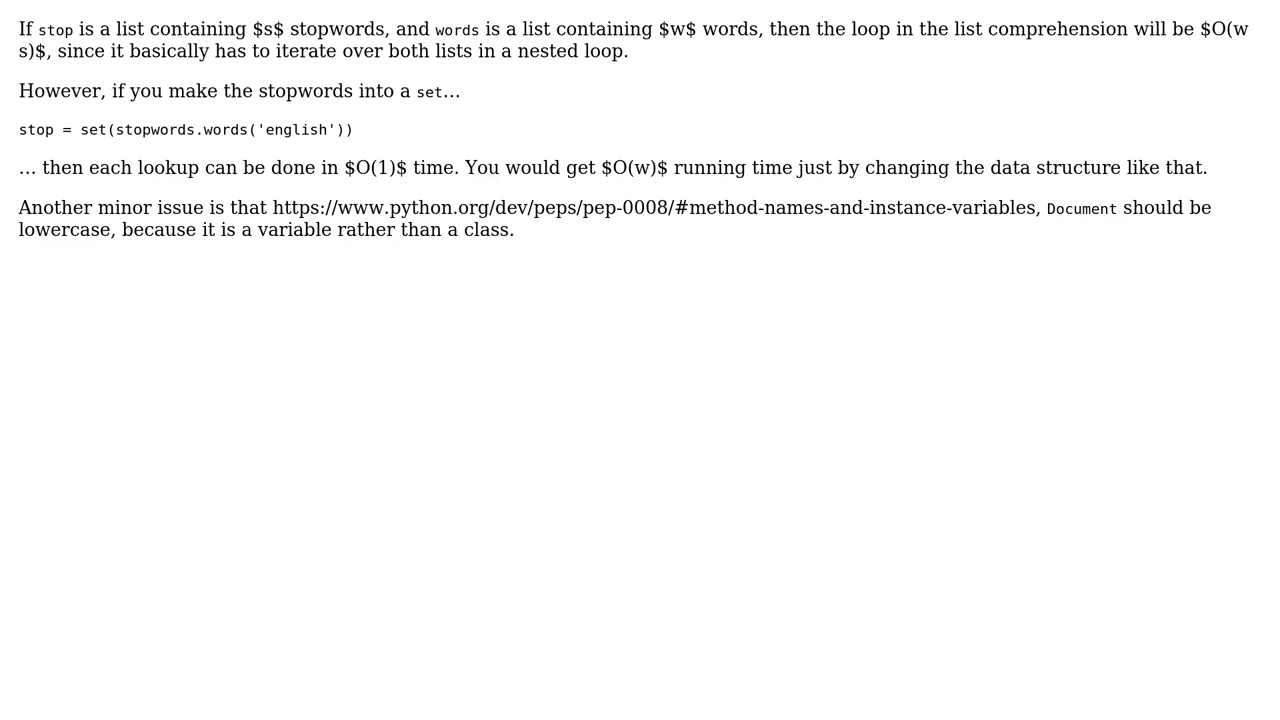 If stop is a list containing $s$ stopwords, and words is a list containing $w$ words, then the loop in the list comprehension will be $O(w
s)$, since it basically has to iterate over both lists in a nested loop.
However, if you make the stopwords into a set…
stop = set(stopwords.words('english'))
… then each lookup can be done in $O(1)$ time. You would get $O(w)$ running time just by changing the data structure like that.
Another minor issue is that https://www.python.org/dev/peps/pep-0008/#method-names-and-instance-variables, Document should be
lowercase, because it is a variable rather than a class.